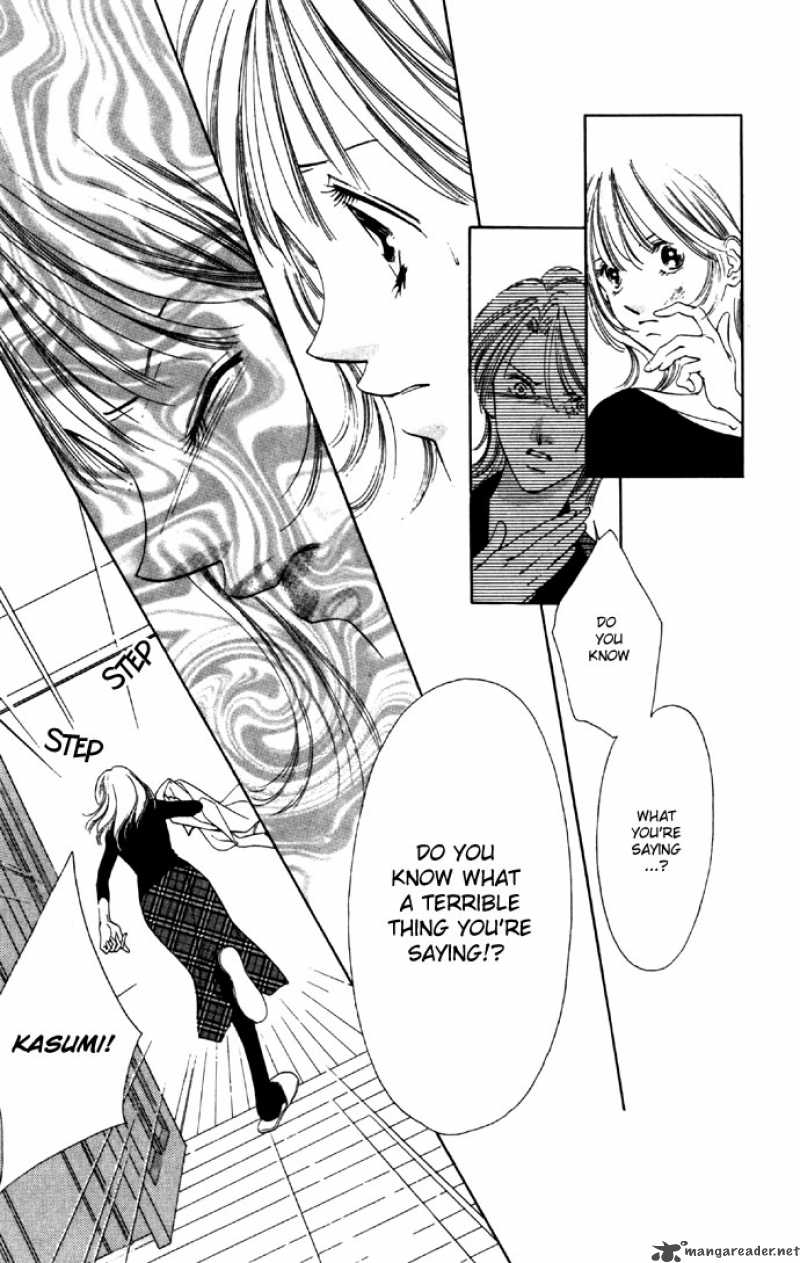 DO
YOU
KNOW
WHAT
YOU'RE
SAYING
...?
DO YOU
KNOW WHAT
A TERRIBLE
THING YOU'RE
SAYING!?
STEP
STEP
KASUMI!
mangareader.net